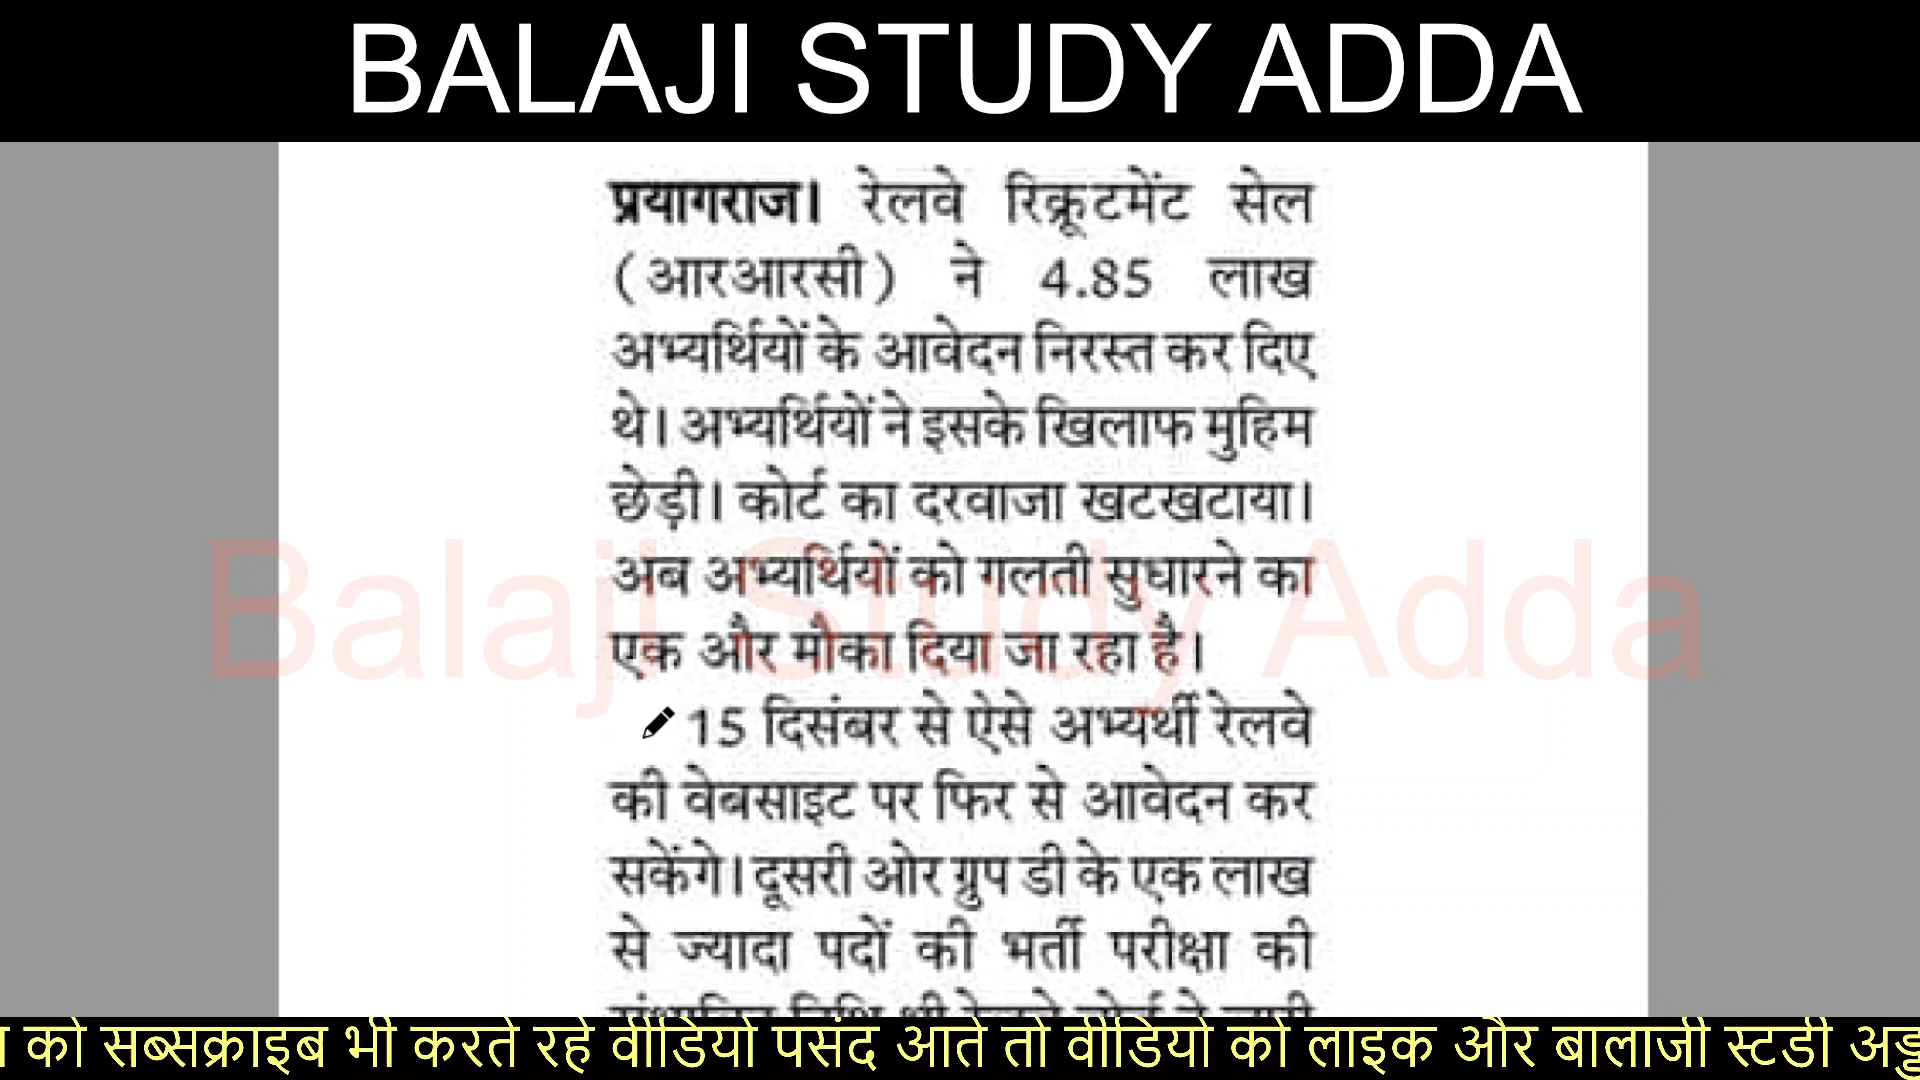 BALAJI STUDY ADDA
प्रयागराज। रेलवे रिक्रूटमेंट सेल
(आरआरसी) ने 4.85 लाख
अभ्यर्थियों के आवेदन निरस्त कर दिए
थे। अभ्यर्थियों ने इसके खिलाफ मुहिम
छेड़ी। कोर्ट का दरवाजा खटखटाया।
अब अभ्यर्थियों को गलती सुधारने का
एक और मौका दिया जा रहा है।
Balaji Study Adda
15 दिसंबर से ऐसे अभ्यर्थी रेलवे
की वेबसाइट पर फिर से आवेदन कर
सकेंगे। दूसरी ओर ग्रुप डी के एक लाख
से ज्यादा पदों की भर्ती परीक्षा की
को सब्सक्राइब भी करते रहे वीडियो पसंद आते तो वीडियो को लाइक और बालाजी स्टडी